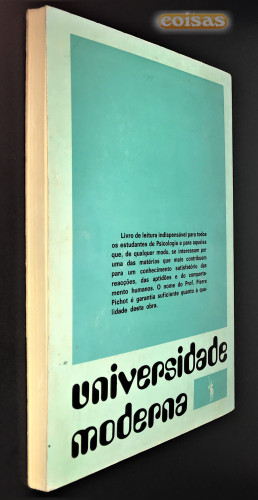 coisas
Livro de leitura indispensável para todos
os estudantes de Psicologia e para aqueles
que, de qualquer modo, se interessam por
uma das matérias que mais contribuem
para um conhecimento satisfatório das
reacções, das aptidões e do comporta-
mento humanos. O nome do Prof. Pierre
Pichot é garantia suficiente quanto à qua-
lidade desta obra.
universidade
moderna